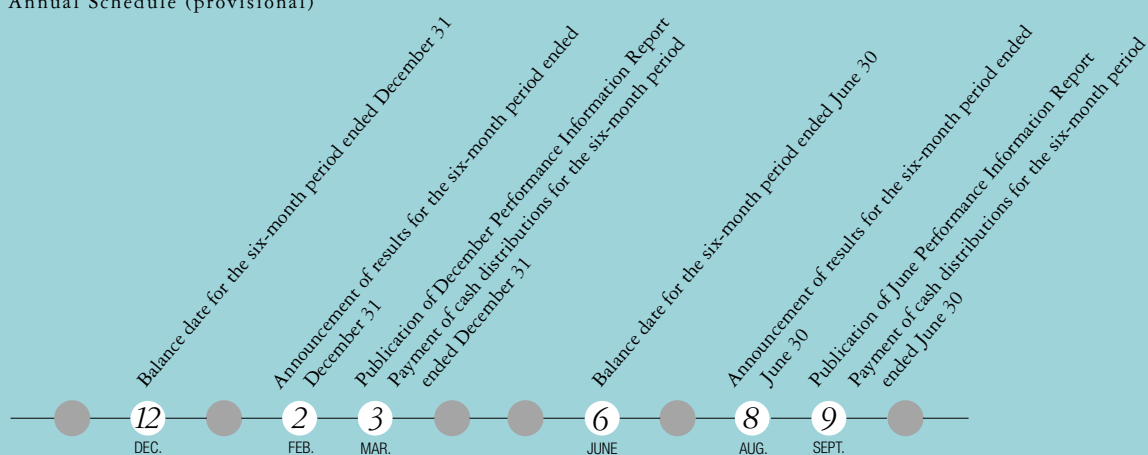 Annual Schedule (provisional)
Balance date for the six-month period ended December 31
Announcement of results for the six-month period ended
December 31
Publication of December Performance Information Report
Payment of cash distributions for the six-month period
ended December 31
Balance date for the six-month period ended June 30
Announcement of results for the six-month period ended
June 30
Publication of June Performance Information Report
Payment of cash distributions for the six-month period
ended June 30
12
2
3
6
8
9
DEC.
FEB.
MAR.
JUNE
AUG.
SEPT.